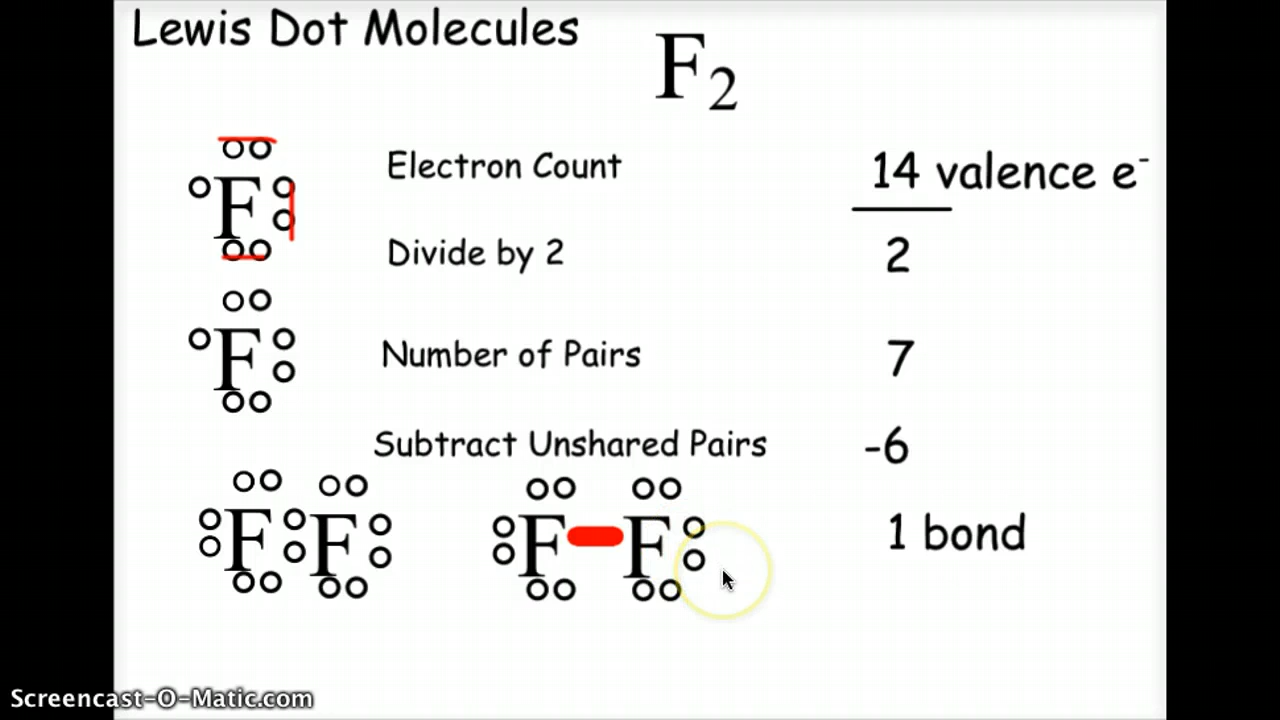 Lewis Dot Molecules
F2
F
Electron Count
14 valence e-
Divide by 2
2
F
Number of Pairs
7
Subtract Unshared Pairs
-6
F F
F F
1 bond
Screencast-O-Matic.com